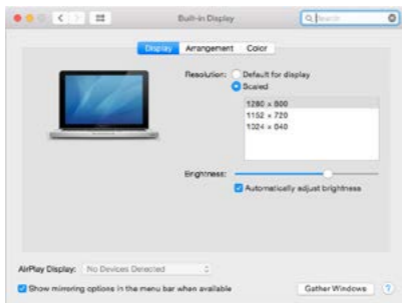 Built-in Display
Search
Display Arrangement Color
Resolution: Default for display
Scaled
1280 x 800
1152 x 720
1024 x 640
Brightness:
Automatically adjust brightness
AirPlay Display: No Devices Detected
Show mirroring options in the menu bar when available
Gather Windows ?